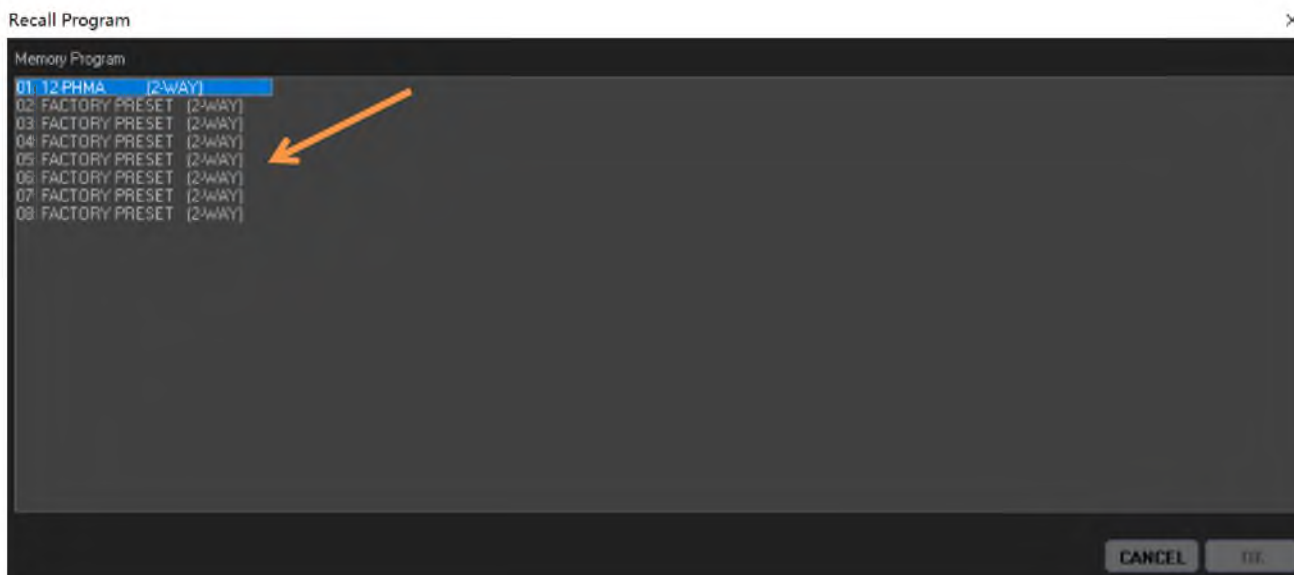 Recall Program
Memory Program
01 12-PHMA (2-WAY)
02 FACTORY PRESET (2-WAY)
03 FACTORY PRESET (2-WAY)
04 FACTORY PRESET (2-WAY)
05 FACTORY PRESET (2-WAY)
06 FACTORY PRESET (2-WAY)
07 FACTORY PRESET (2-WAY)
08 FACTORY PRESET (2-WAY)
CANCEL